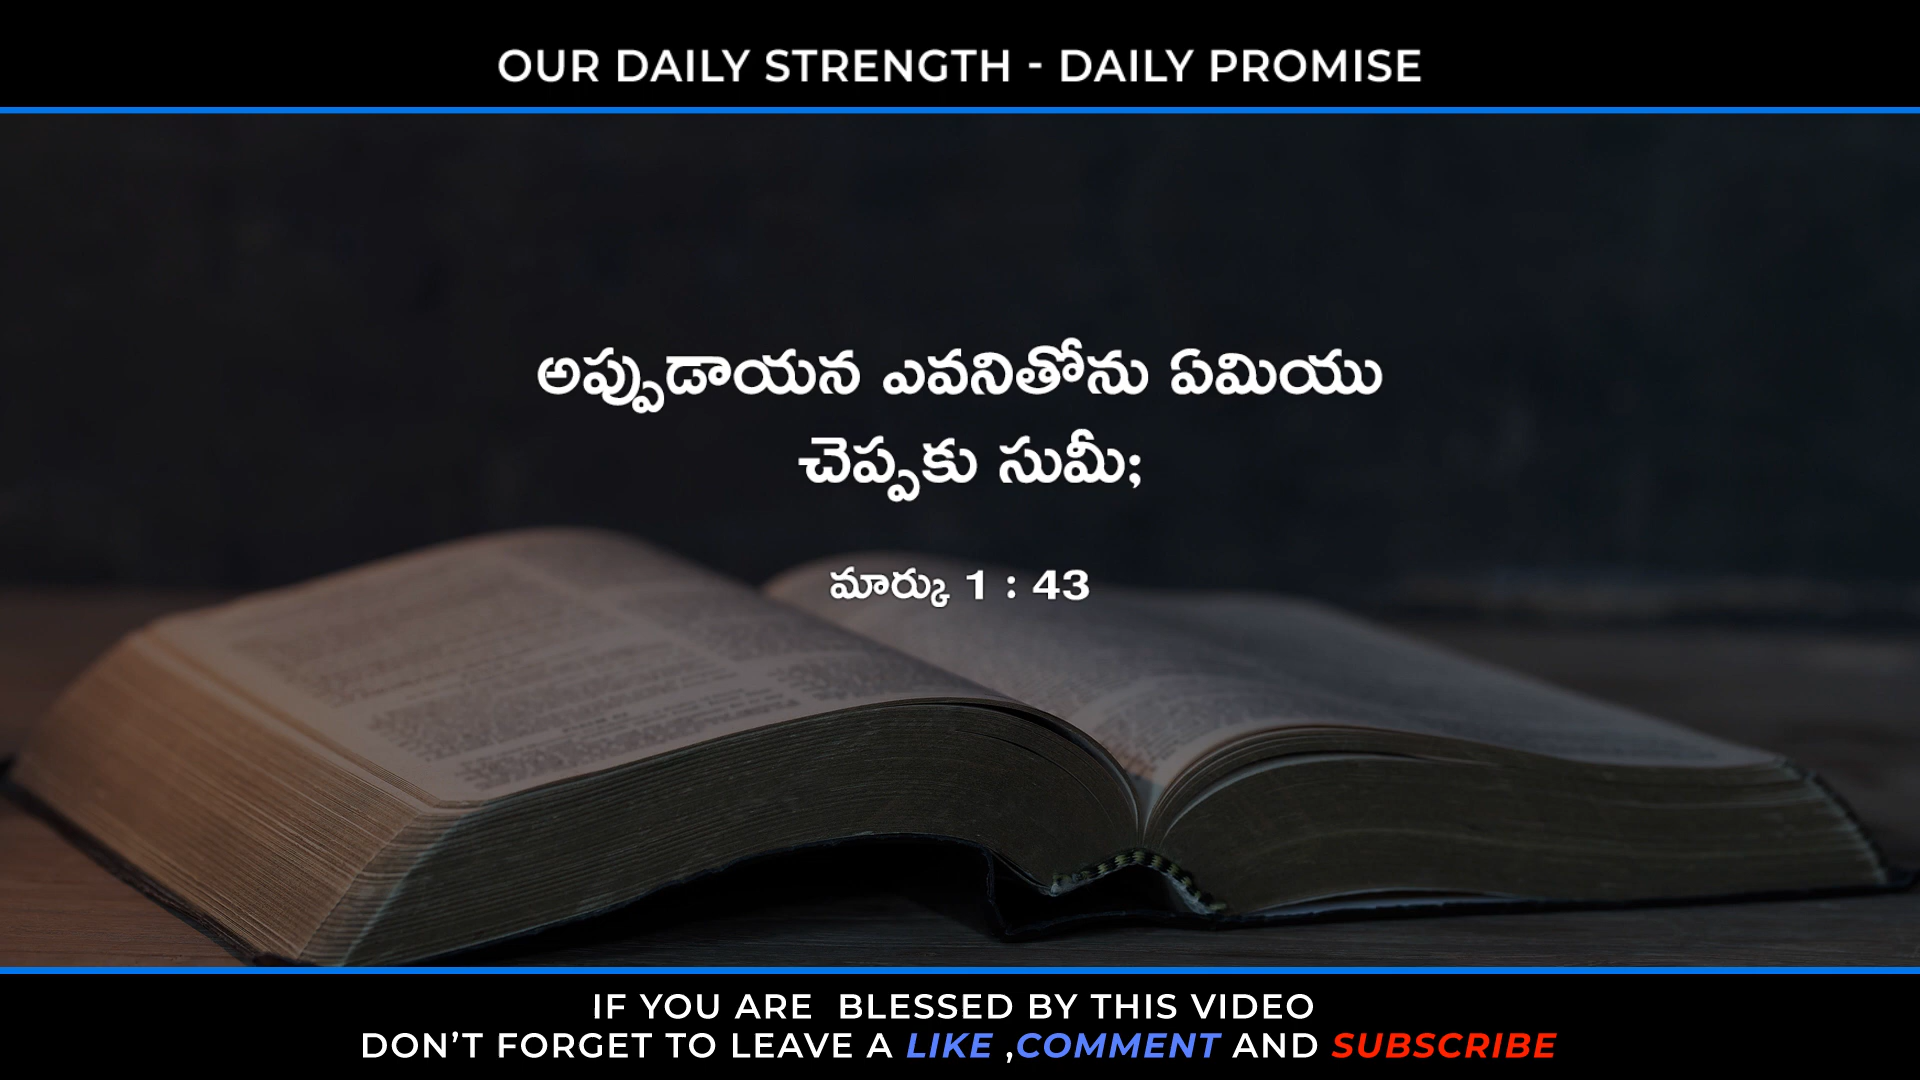 OUR DAILY STRENGTH - DAILY PROMISE
అప్పుడాయన ఎవనితోను ఏమియు
చెప్పకు సుమీ;
మార్కు 1 : 43
IF YOU ARE  BLESSED BY THIS VIDEO
DON’T FORGET TO LEAVE A LIKE ,COMMENT AND SUBSCRIBE